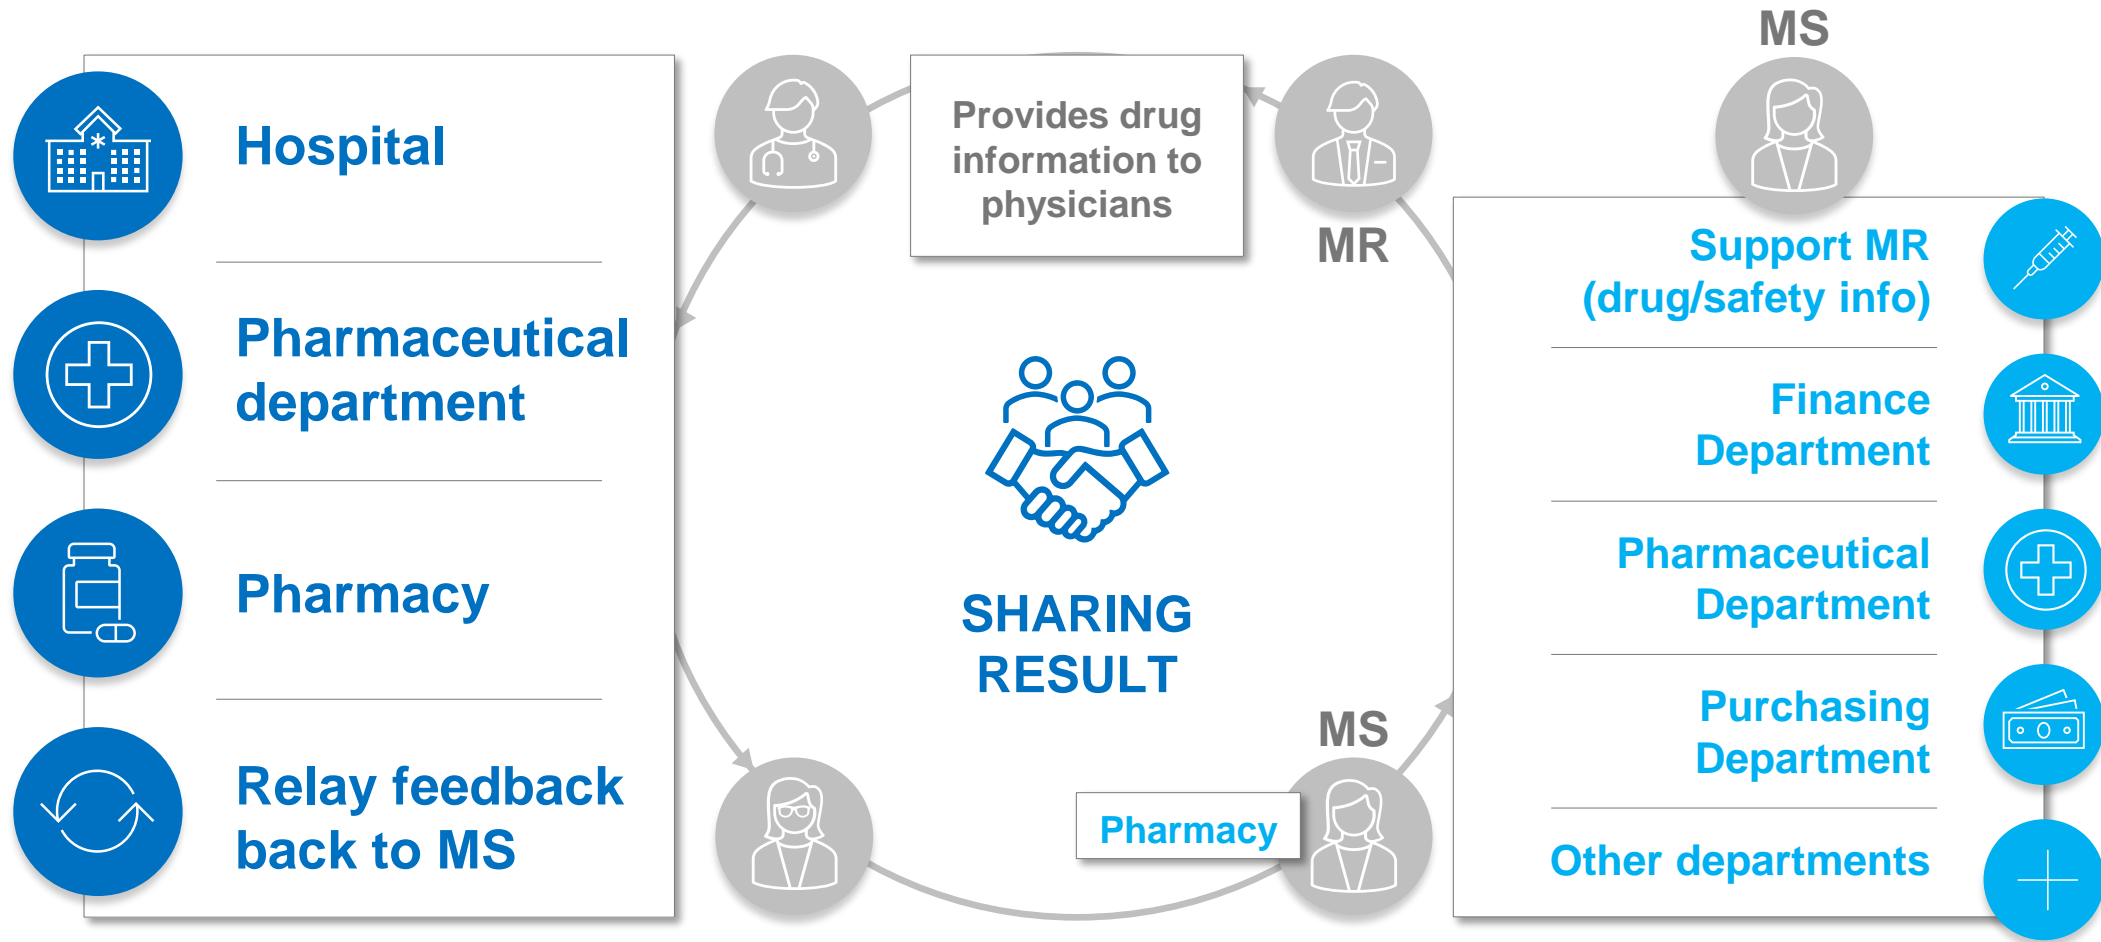 Hospital
Pharmaceutical
department
Pharmacy
Relay feedback
back to MS
Provides drug
information to
physicians
MR
SHARING
RESULT
MS
Pharmacy
MS
Support MR
(drug/safety info)
Finance
Department
Pharmaceutical
Department
Purchasing
Department
Other departments